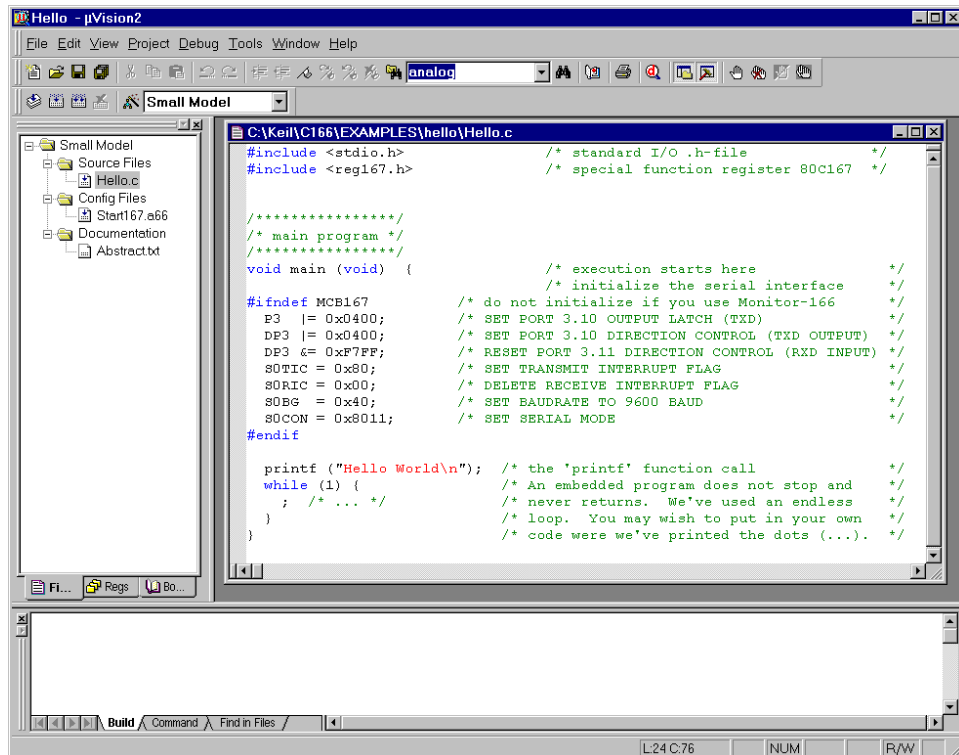 Hello - µVision2
File Edit View Project Debug Tools Window Help
analog
Small Model
Small Model
Source Files
Hello.c
Config Files
Start167.a66
Documentation
Abstract.txt
Fi... Regs Bo...
C:\Keil\C166\EXAMPLES\hello\Hello.c
#include <stdio.h> /* standard I/O .h-file */
#include <reg167.h> /* special function register 80C167 */
/****************/
/* main program */
/****************/
void main (void) { /* execution starts here */
/* initialize the serial interface */
#ifndef MCB167 /* do not initialize if you use Monitor-166 */
P3 |= 0x0400; /* SET PORT 3.10 OUTPUT LATCH (TXD) */
DP3 |= 0x0400; /* SET PORT 3.10 DIRECTION CONTROL (TXD OUTPUT) */
DP3 &= 0xF7FF; /* RESET PORT 3.11 DIRECTION CONTROL (RXD INPUT) */
S0TIC = 0x80; /* SET TRANSMIT INTERRUPT FLAG */
S0RIC = 0x00; /* DELETE RECEIVE INTERRUPT FLAG */
S0BG = 0x40; /* SET BAUDRATE TO 9600 BAUD */
S0CON = 0x8011; /* SET SERIAL MODE */
#endif
printf ("Hello World\n"); /* the 'printf' function call */
while (1) { /* An embedded program does not stop and */
; /* ... */ /* never returns. We've used an endless */
} /* loop. You may wish to put in your own */
} /* code were we've printed the dots (...). */
Build Command Find in Files
L:24 C:76 NUM R/W